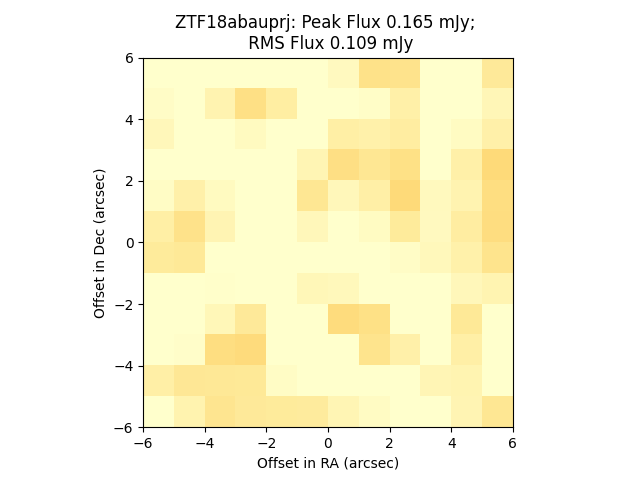 ZTF18abauprj: Peak Flux 0.165 mJy;
RMS Flux 0.109 mJy
6
4
2
0
−2
−4
−6
Offset in Dec (arcsec)
−6 −4 −2 0 2 4 6
Offset in RA (arcsec)